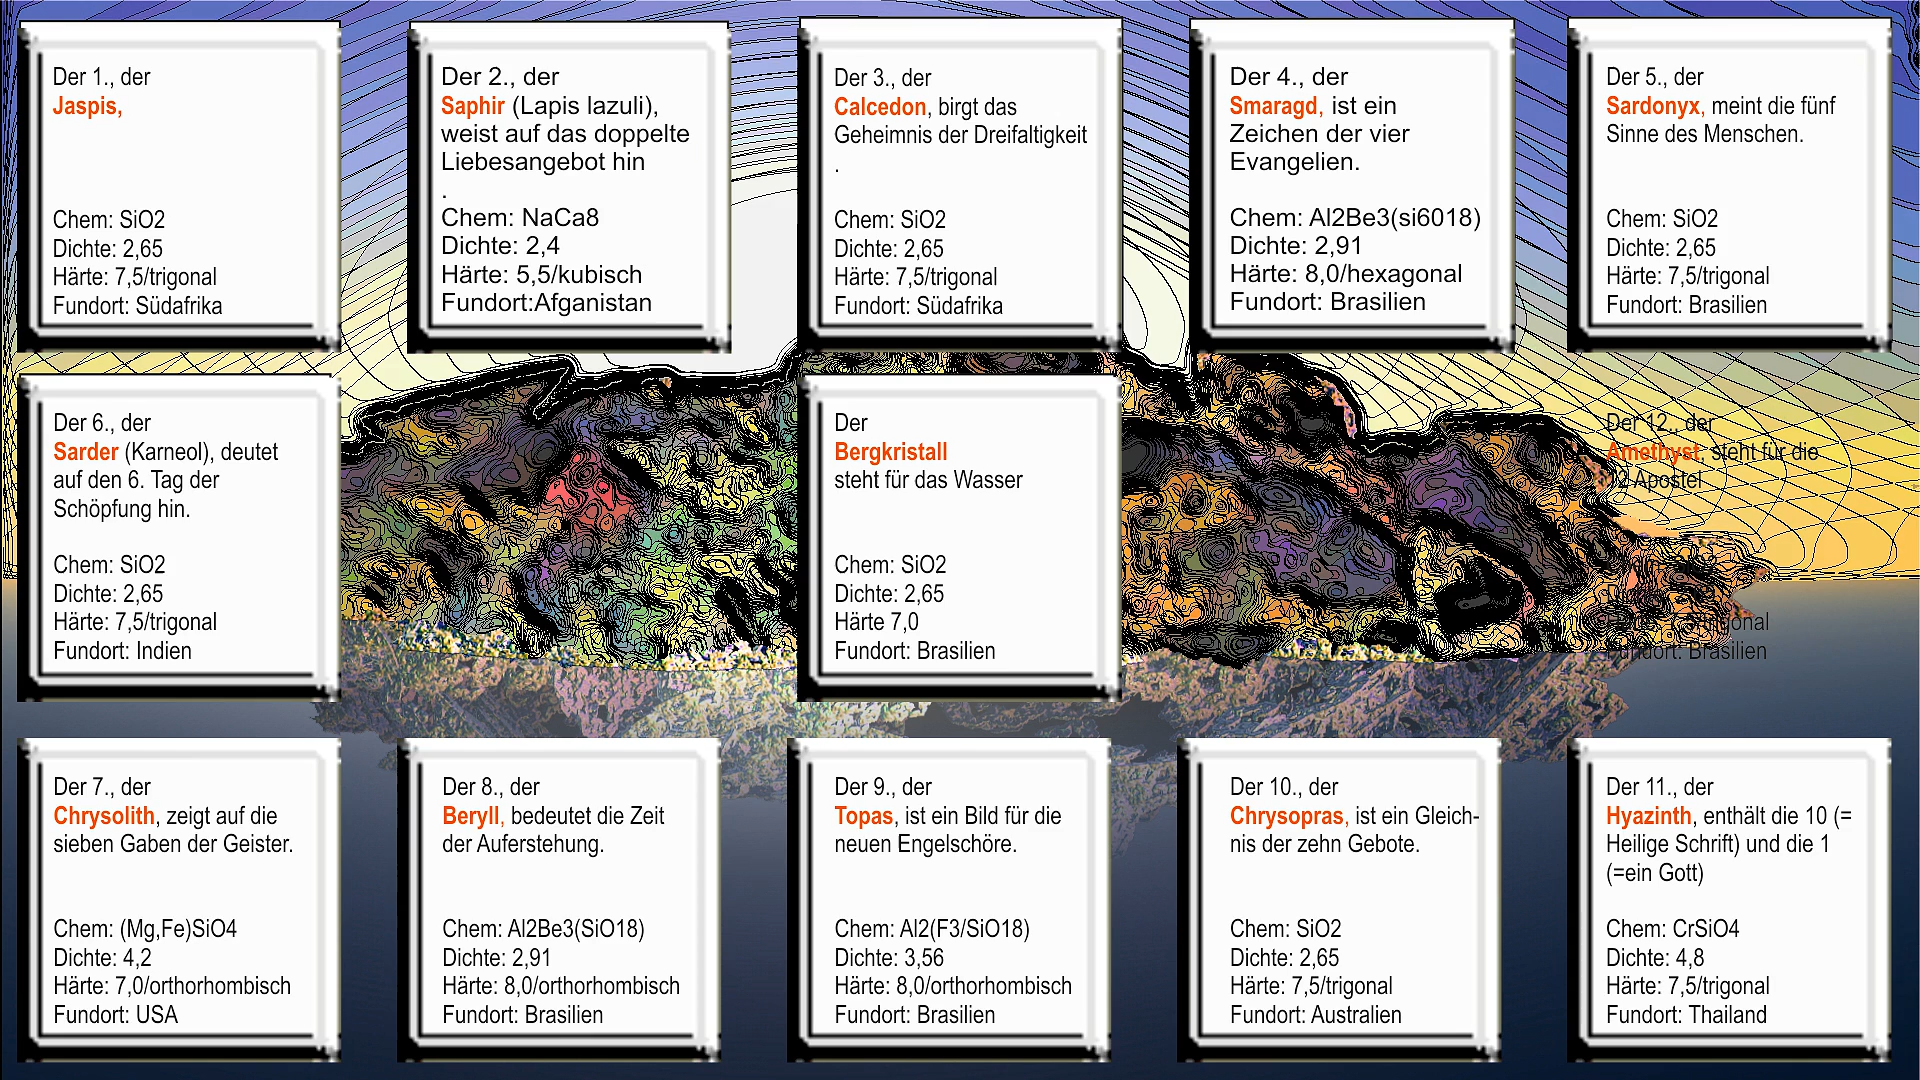 Der 1., der
Jaspis,
Chem: SiO2
Dichte: 2,65
Härte: 7,5/trigonal
Fundort: Südafrika
Der 2., der
Saphir (Lapis lazuli),
weist auf das doppelte
Liebesangebot hin
.
Chem: NaCa8
Dichte: 2,4
Härte: 5,5/kubisch
Fundort:Afganistan
Der 3., der
Calcedon, birgt das
Geheimnis der Dreifaltigkeit
.
Chem: SiO2
Dichte: 2,65
Härte: 7,5/trigonal
Fundort: Südafrika
Der 4., der
Smaragd, ist ein
Zeichen der vier
Evangelien.
Chem: Al2Be3(si6018)
Dichte: 2,91
Härte: 8,0/hexagonal
Fundort: Brasilien
Der 5., der
Sardonyx, meint die fünf
Sinne des Menschen.
Chem: SiO2
Dichte: 2,65
Härte: 7,5/trigonal
Fundort: Brasilien
Der 6., der
Sarder (Karneol), deutet
auf den 6. Tag der
Schöpfung hin.
Chem: SiO2
Dichte: 2,65
Härte: 7,5/trigonal
Fundort: Indien
Der
Bergkristall
steht für das Wasser
Chem: SiO2
Dichte: 2,65
Härte 7,0
Fundort: Brasilien
Der 12., der
Amethyst, steht für die
12 Apostel
Fundort: Brasilien
Der 7., der
Chrysolith, zeigt auf die
sieben Gaben der Geister.
Chem: (Mg,Fe)SiO4
Dichte: 4,2
Härte: 7,0/orthorhombisch
Fundort: USA
Der 8., der
Beryll, bedeutet die Zeit
der Auferstehung.
Chem: Al2Be3(SiO18)
Dichte: 2,91
Härte: 8,0/orthorhombisch
Fundort: Brasilien
Der 9., der
Topas, ist ein Bild für die
neuen Engelschöre.
Chem: Al2(F3/SiO18)
Dichte: 3,56
Härte: 8,0/orthorhombisch
Fundort: Brasilien
Der 10., der
Chrysopras, ist ein Gleich-
nis der zehn Gebote.
Chem: SiO2
Dichte: 2,65
Härte: 7,5/trigonal
Fundort: Australien
Der 11., der
Hyazinth, enthält die 10 (=
Heilige Schrift) und die 1
(=ein Gott)
Chem: CrSiO4
Dichte: 4,8
Härte: 7,5/trigonal
Fundort: Thailand